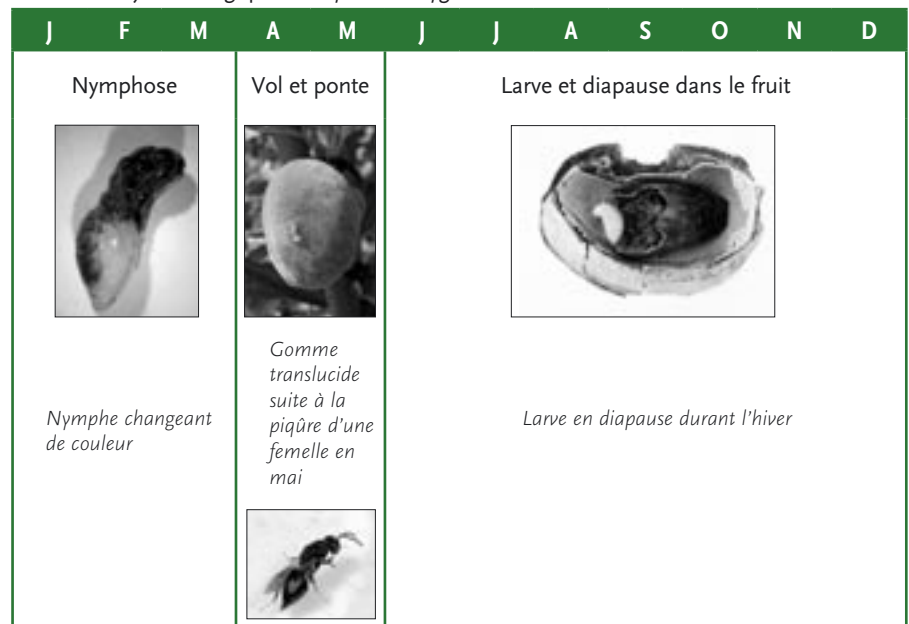 J F M A M J J A S O N D
Nymphose
Vol et ponte
Larve et diapause dans le fruit
Gomme
translucide
suite à la
piqûre d'une
femelle en
mai
Nymphe changeant
de couleur
Larve en diapause durant l'hiver